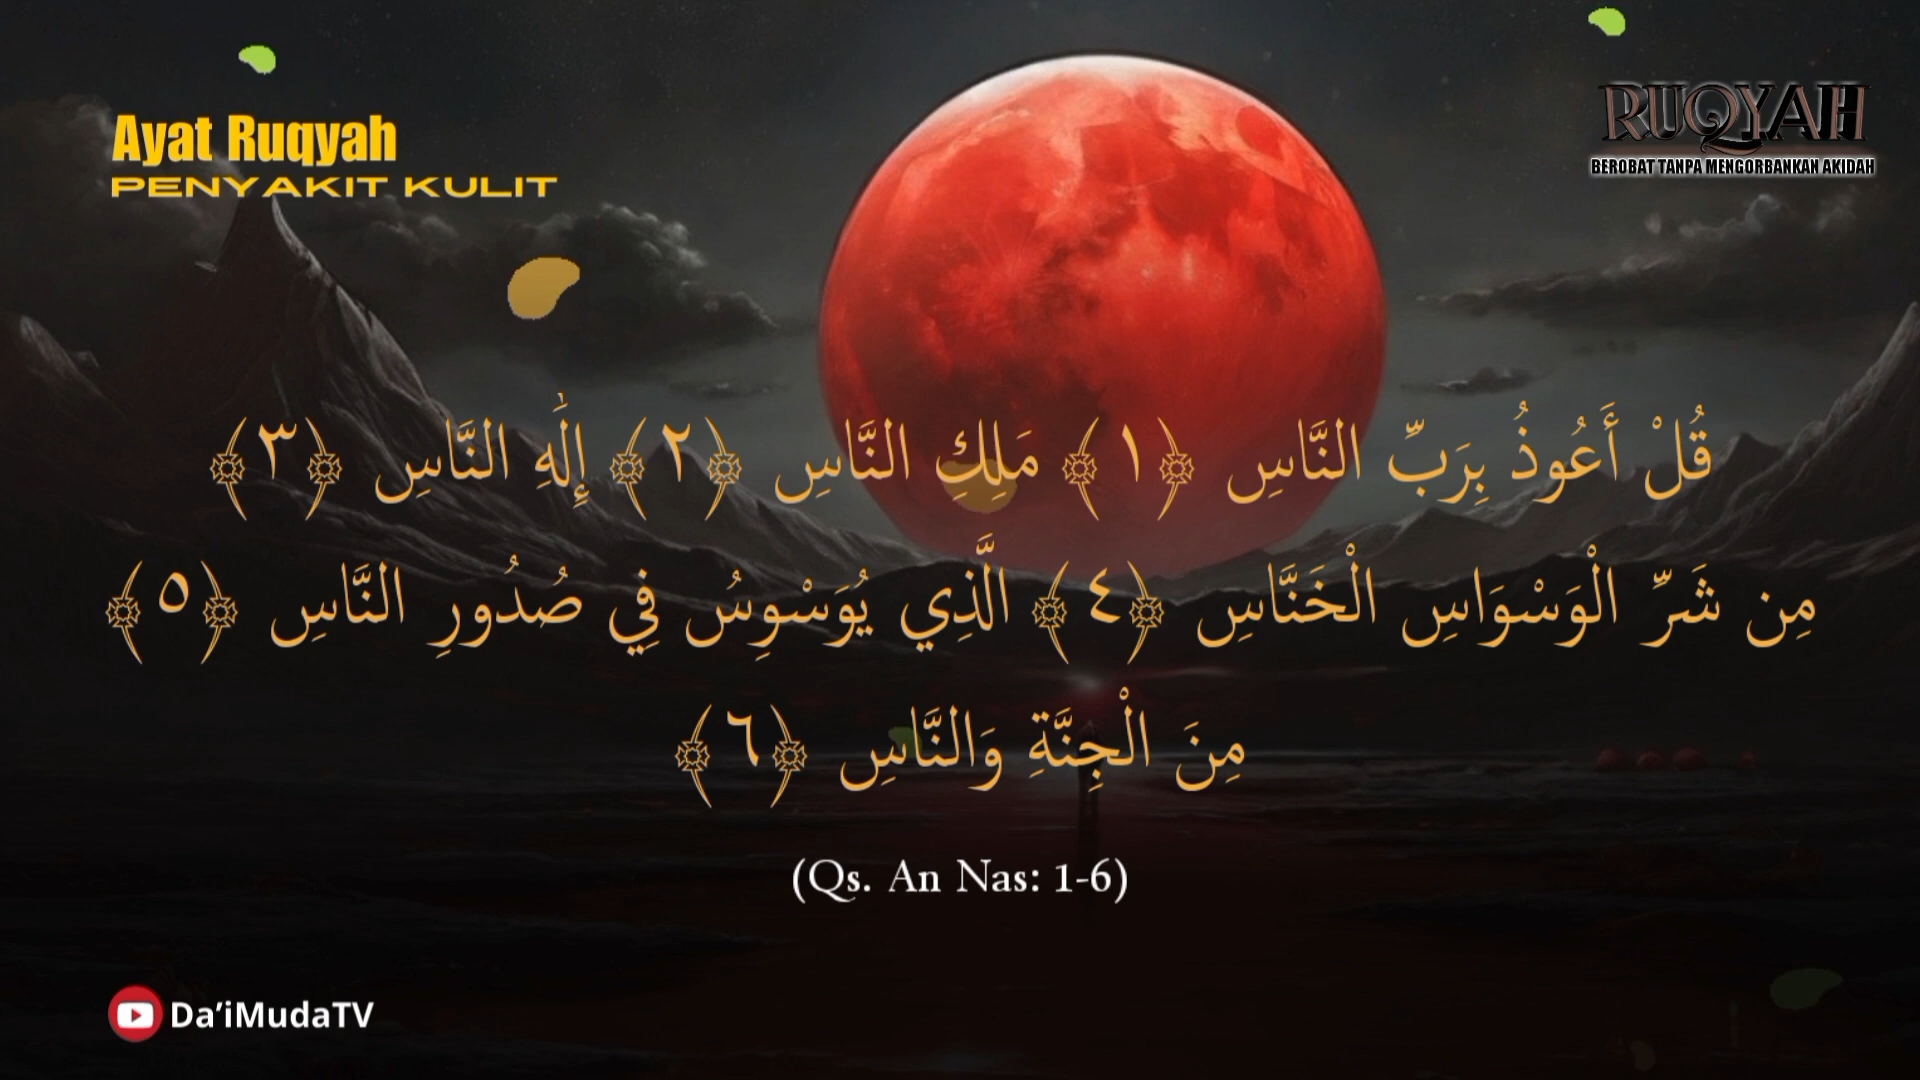 Ayat Ruqyah
PENYAKIT KULIT
RUQYAH
BEROBAT TANPA MENGORBANKAN AKIDAH
قُلْ أَعُوذُ بِرَبِّ النَّاسِ ﴿١﴾ مَلِكِ النَّاسِ ﴿٢﴾ إِلَٰهِ النَّاسِ ﴿٣﴾
مِن شَرِّ الْوَسْوَاسِ الْخَنَّاسِ ﴿٤﴾ الَّذِي يُوَسْوِسُ فِي صُدُورِ النَّاسِ ﴿٥﴾
مِنَ الْجِنَّةِ وَالنَّاسِ ﴿٦﴾
(Qs. An Nas: 1-6)
Da’iMudaTV